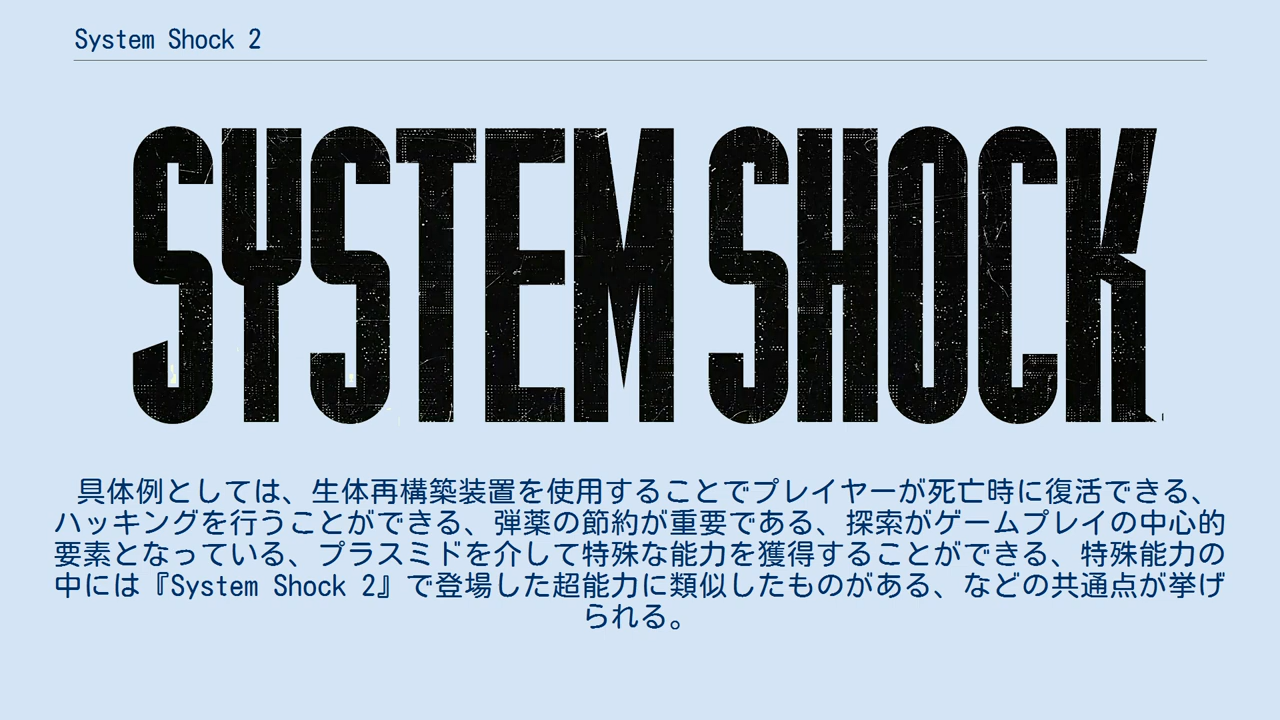 System Shock 2
SYSTEM SHOCK
具体例としては、生体再構築装置を使用することでプレイヤーが死亡時に復活できる、
ハッキングを行うことができる、弾薬の節約が重要である、探索がゲームプレイの中心的
要素となっている、プラスミドを介して特殊な能力を獲得することができる、特殊能力の
中には『System Shock 2』で登場した超能力に類似したものがある、などの共通点が挙げ
られる。